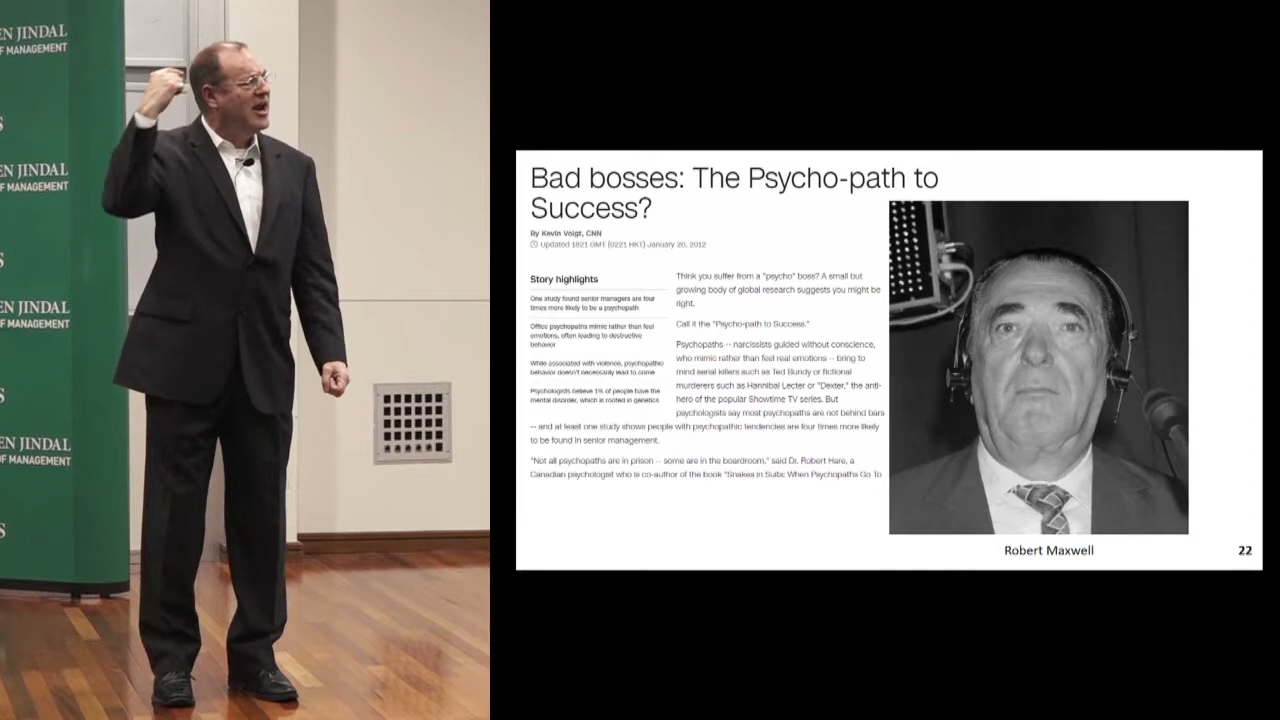 EN JINDAL
OF MANAGEMENT
S
EN JINDAL
OF MANAGEMENT
S
EN JINDAL
OF MANAGEMENT
S
EN JINDAL
OF MANAGEMENT
S
Bad bosses: The Psycho-path to
Success?
By Kevin Voigt, CNN
Updated 1821 GMT (0221 HKT) January 20, 2012
Story highlights
One study found senior managers are four
times more likely to be a psychopath
Office psychopaths mimic rather than feel
emotions, often leading to destructive
behavior
While associated with violence, psychopathic
behavior doesn't necessarily lead to crime
Psychologists believe 1% of people have the
mental disorder, which is rooted in genetics
Think you suffer from a "psycho" boss? A small but
growing body of global research suggests you might be
right.
Call it the "Psycho-path to Success."
Psychopaths -- narcissists guided without conscience,
who mimic rather than feel real emotions -- bring to
mind serial killers such as Ted Bundy or fictional
murderers such as Hannibal Lecter or "Dexter," the anti-
hero of the popular Showtime TV series. But
psychologists say most psychopaths are not behind bars
-- and at least one study shows people with psychopathic tendencies are four times more likely
to be found in senior management.
"Not all psychopaths are in prison -- some are in the boardroom," said Dr. Robert Hare, a
Canadian psychologist who is co-author of the book "Snakes in Suits: When Psychopaths Go To
Robert Maxwell
22